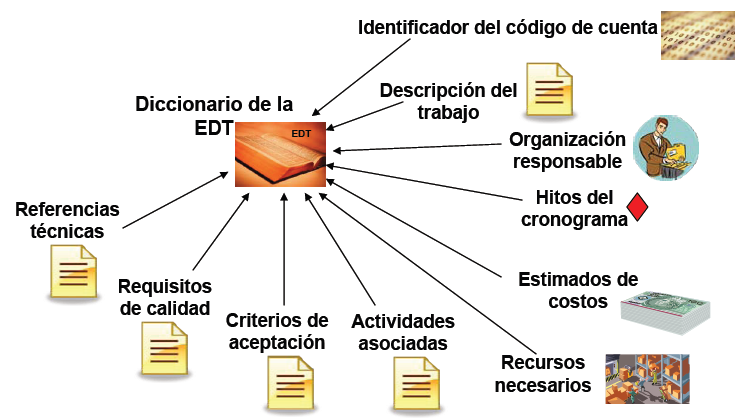 Identificador del código de cuenta
Descripción del
trabajo
Diccionario de la
EDT
EDT
Organización
responsable
Hitos del
cronograma
Referencias
técnicas
Requisitos
de calidad
Criterios de
aceptación
Actividades
asociadas
Estimados de
costos
Recursos
necesarios